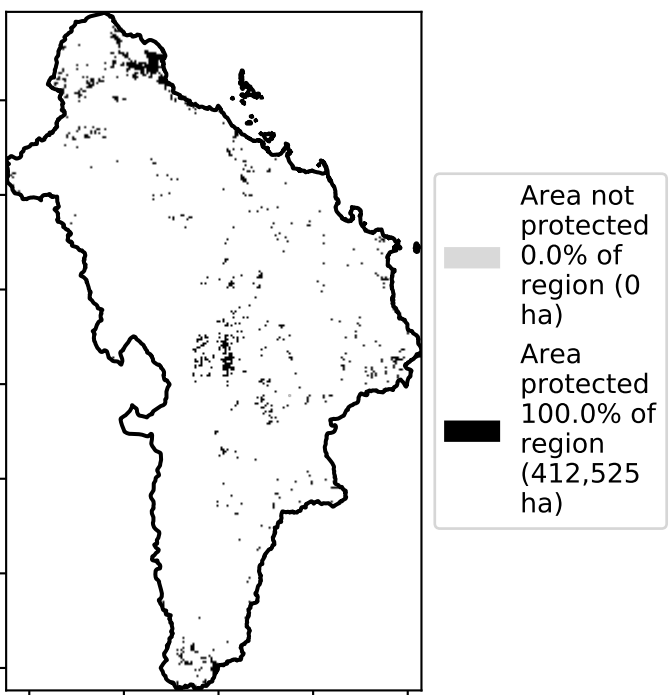 Area not
protected
0.0% of
region (0
ha)
Area
protected
100.0% of
region
(412,525
ha)